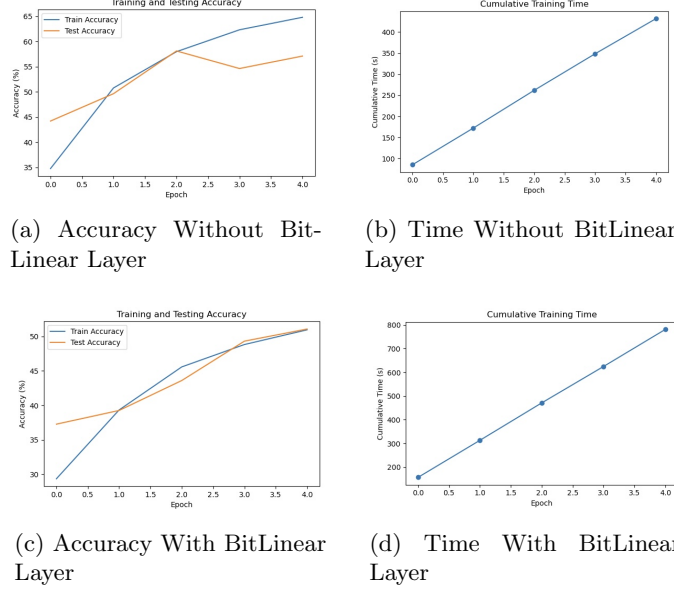 Training and Testing Accuracy
Train Accuracy
Test Accuracy
Accuracy (%)
65
60
55
50
45
40
35
0.0 0.5 1.0 1.5 2.0 2.5 3.0 3.5 4.0
Epoch
(a) Accuracy Without Bit-
Linear Layer
Cumulative Training Time
Cumulative Time (s)
400
350
300
250
200
150
100
0.0 0.5 1.0 1.5 2.0 2.5 3.0 3.5 4.0
Epoch
(b) Time Without BitLinear
Layer
Training and Testing Accuracy
Train Accuracy
Test Accuracy
Accuracy (%)
50
45
40
35
30
0.0 0.5 1.0 1.5 2.0 2.5 3.0 3.5 4.0
Epoch
(c) Accuracy With BitLinear
Layer
Cumulative Training Time
Cumulative Time (s)
800
700
600
500
400
300
200
0.0 0.5 1.0 1.5 2.0 2.5 3.0 3.5 4.0
Epoch
(d) Time With BitLinear
Layer